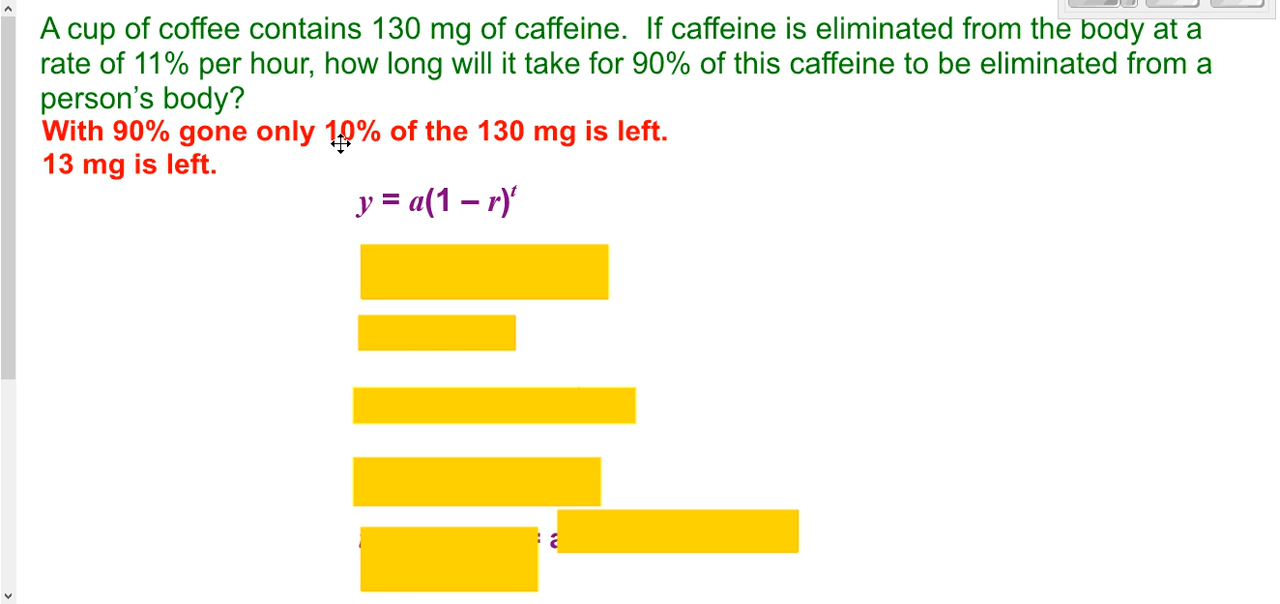 A cup of coffee contains 130 mg of caffeine. If caffeine is eliminated from the body at a
rate of 11% per hour, how long will it take for 90% of this caffeine to be eliminated from a
person’s body?
With 90% gone only 10% of the 130 mg is left.
13 mg is left.
y = a(1 – r)ᵗ